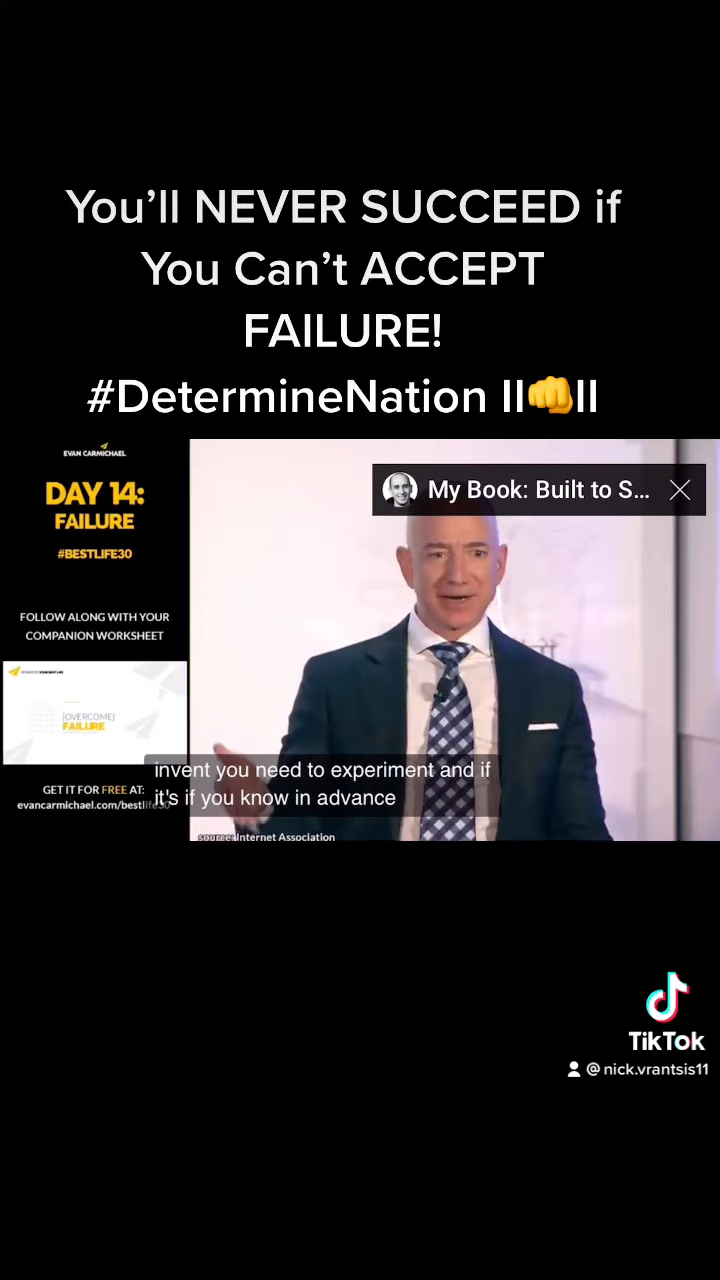 You'll NEVER SUCCEED if
You Can't ACCEPT
FAILURE!
#DetermineNation II👊II
EVAN CARMICHAEL
DAY 14:
FAILURE
#BESTLIFE30
FOLLOW ALONG WITH YOUR
COMPANION WORKSHEET
[OVERCOME]
FAILURE
GET IT FOR FREE AT:
evancarmichael.com/bestlife30
My Book: Built to S...
invent you need to experiment and if
it's if you know in advance
source: Internet Association
TikTok
@ nick.vrantsis11